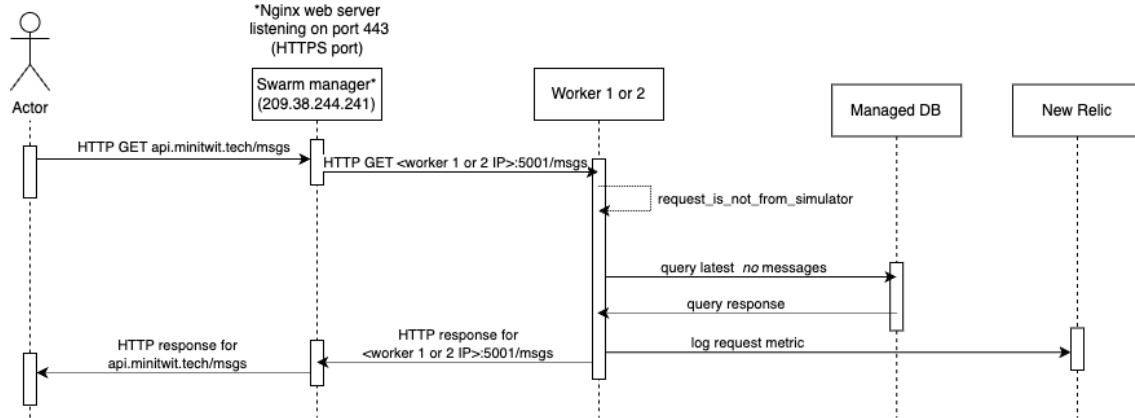 *Nginx web server
listening on port 443
(HTTPS port)
Actor
Swarm manager*
(209.38.244.241)
Worker 1 or 2
Managed DB
New Relic
HTTP GET api.minitwit.tech/msgs
HTTP GET <worker 1 or 2 IP>:5001/msgs
request_is_not_from_simulator
query latest no messages
query response
HTTP response for
<worker 1 or 2 IP>:5001/msgs
log request metric
HTTP response for
api.minitwit.tech/msgs